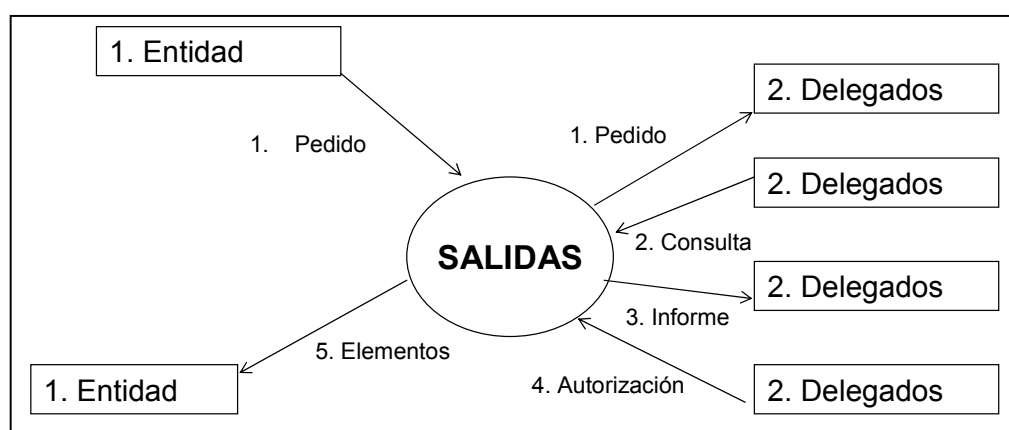 1. Entidad
2. Delegados
1. Pedido
1. Pedido
2. Delegados
2. Consulta
SALIDAS
2. Delegados
3. Informe
5. Elementos
4. Autorización
1. Entidad
2. Delegados